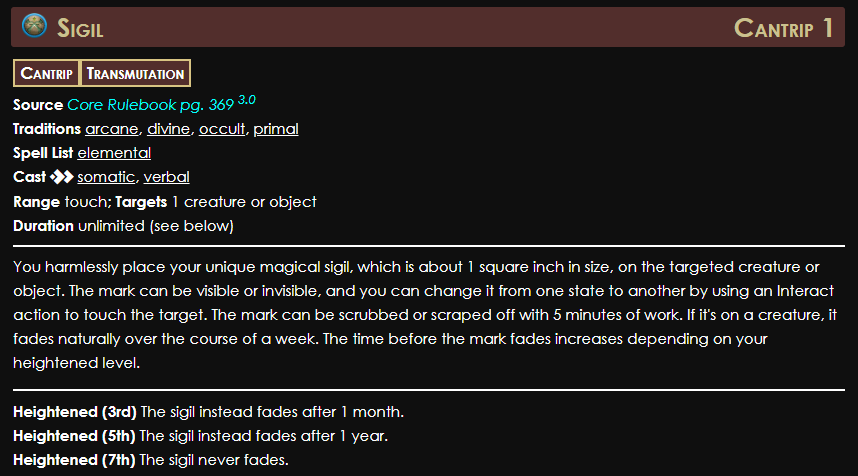 Sigil Cantrip 1
Cantrip Transmutation
Source Core Rulebook pg. 369 3.0
Traditions arcane, divine, occult, primal
Spell List elemental
Cast somatic, verbal
Range touch; Targets 1 creature or object
Duration unlimited (see below)
You harmlessly place your unique magical sigil, which is about 1 square inch in size, on the targeted creature or
object. The mark can be visible or invisible, and you can change it from one state to another by using an Interact
action to touch the target. The mark can be scrubbed or scraped off with 5 minutes of work. If it's on a creature, it
fades naturally over the course of a week. The time before the mark fades increases depending on your
heightened level.
Heightened (3rd) The sigil instead fades after 1 month.
Heightened (5th) The sigil instead fades after 1 year.
Heightened (7th) The sigil never fades.